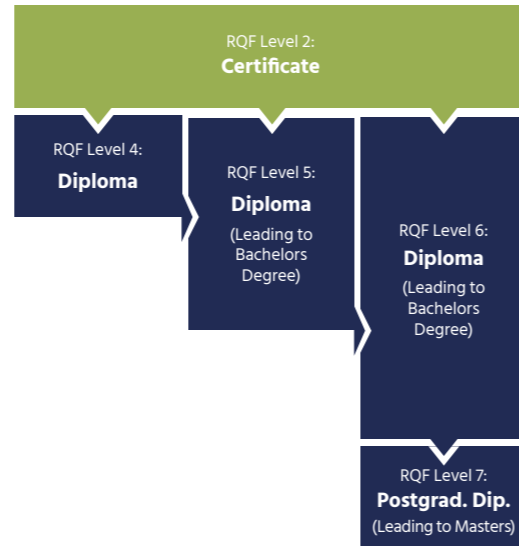 RQF Level 2:
Certificate
RQF Level 4:
Diploma
RQF Level 5:
Diploma
(Leading to
Bachelors
Degree)
RQF Level 6:
Diploma
(Leading to
Bachelors
Degree)
RQF Level 7:
Postgrad. Dip.
(Leading to Masters)